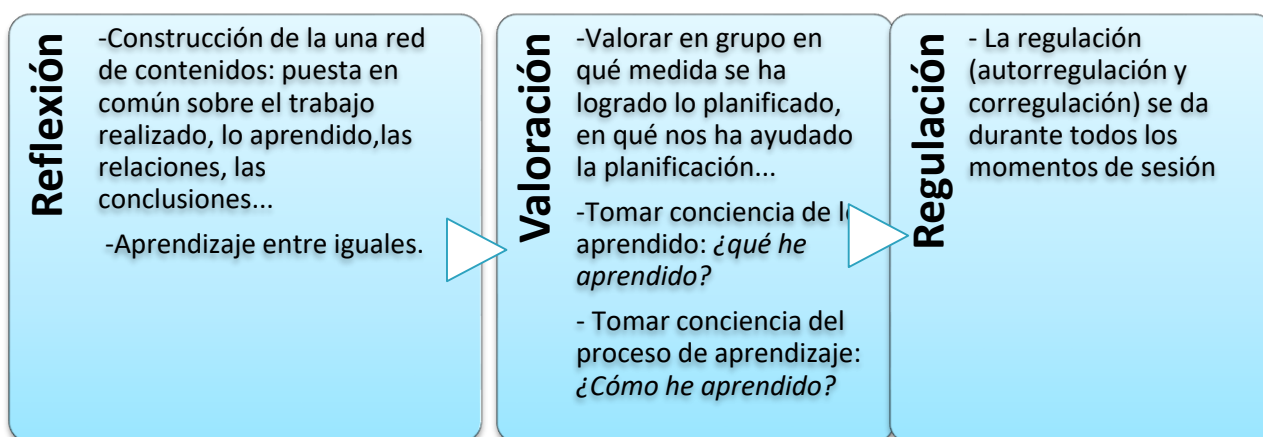 Reflexión
-Construcción de la una red
de contenidos: puesta en
común sobre el trabajo
realizado, lo aprendido,las
relaciones, las
conclusiones...
-Aprendizaje entre iguales.
Valoración
-Valorar en grupo en
qué medida se ha
logrado lo planificado,
en qué nos ha ayudado
la planificación...
-Tomar conciencia de lo
aprendido: ¿qué he
aprendido?
- Tomar conciencia del
proceso de aprendizaje:
¿Cómo he aprendido?
Regulación
- La regulación
(autorregulación y
corregulación) se da
durante todos los
momentos de sesión